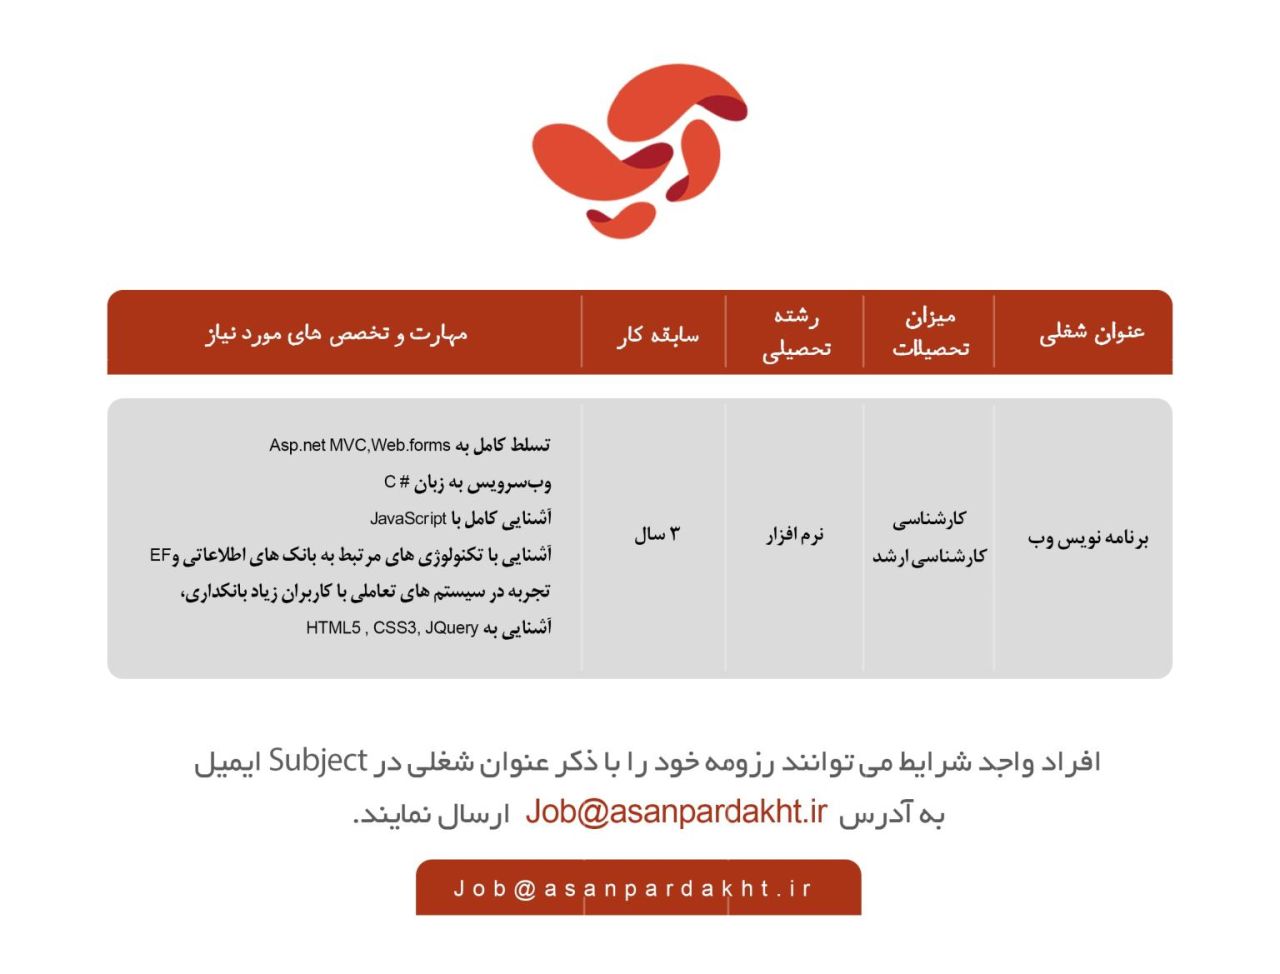 عنوان شغلی
میزان
تحصیلات
رشته
تحصیلی
سابقه کار
مهارت و تخصص های مورد نیاز
برنامه نویس وب
کارشناسی
کارشناسی ارشد
نرم افزار
۳ سال
تسلط کامل به Asp.net MVC,Web.forms
وب‌سرویس به زبان # C
آشنایی کامل با JavaScript
آشنایی با تکنولوژی های مرتبط به بانک های اطلاعاتی وEF
تجربه در سیستم های تعاملی با کاربران زیاد بانکداری،
آشنایی به HTML5 , CSS3, JQuery
افراد واجد شرایط می توانند رزومه خود را با ذکر عنوان شغلی در Subject ایمیل
به آدرس Job@asanpardakht.ir ارسال نمایند.
Job@asanpardakht.ir